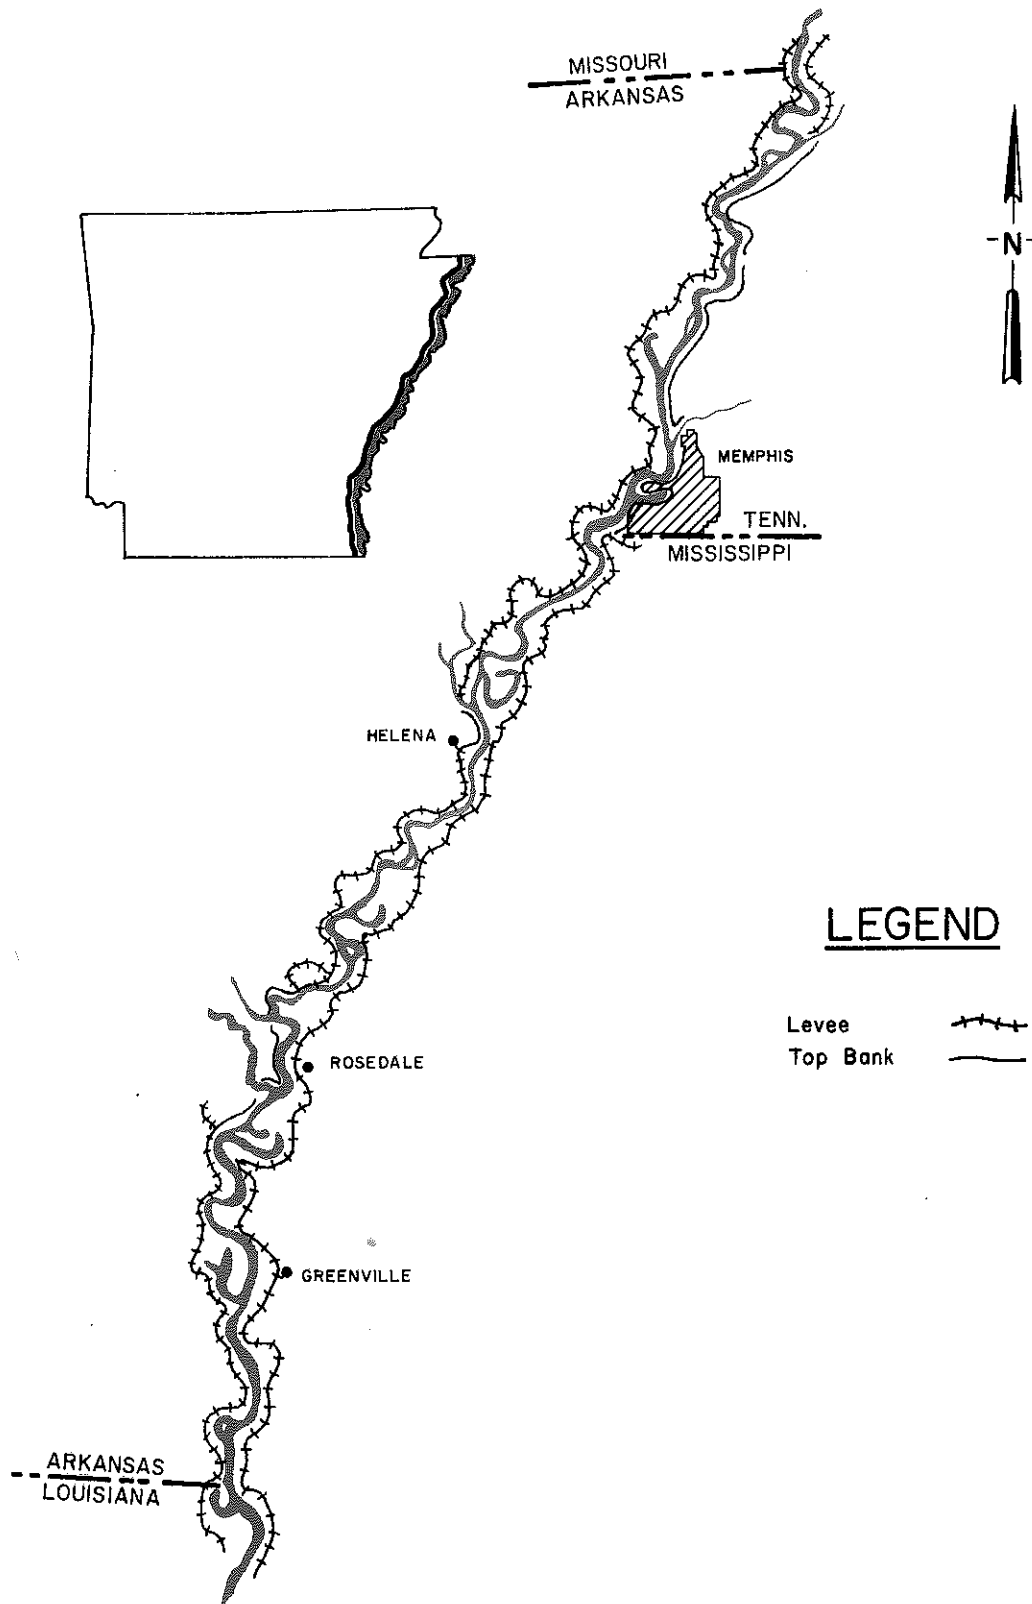 MISSOURI
ARKANSAS
N
MEMPHIS
TENN.
MISSISSIPPI
HELENA
LEGEND
Levee
Top Bank
ROSEDALE
GREENVILLE
ARKANSAS
LOUISIANA